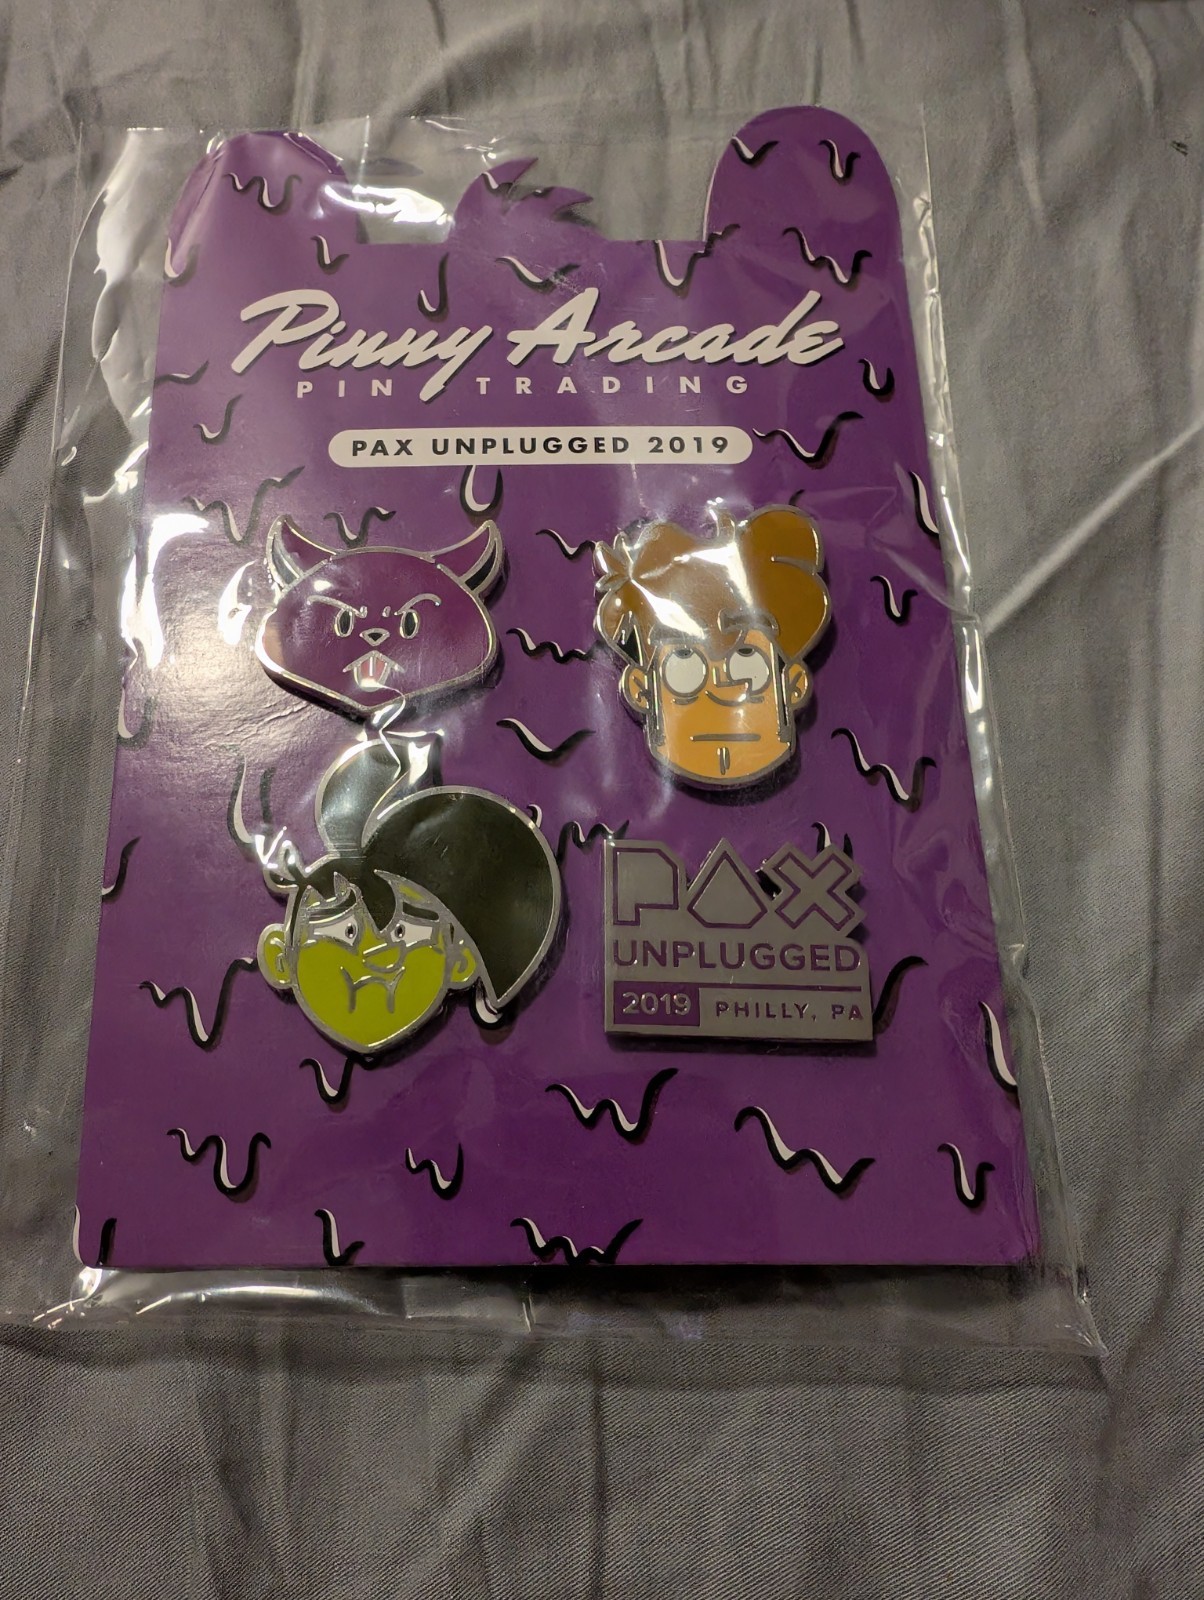 Pinny Arcade
PIN TRADING
PAX UNPLUGGED 2019
PAX
UNPLUGGED
2019 PHILLY, PA